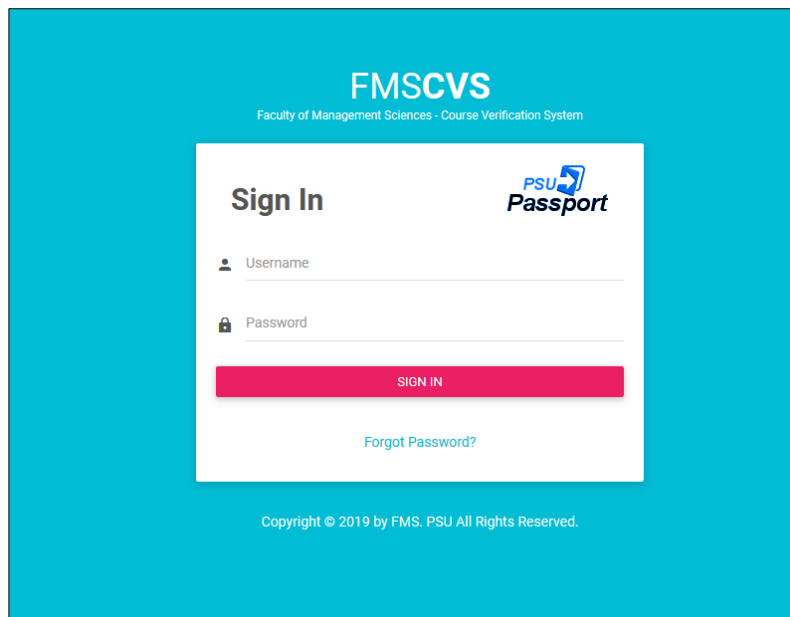 FMSCVS
Faculty of Management Sciences - Course Verification System
Sign In
PSU
Passport
Username
Password
SIGN IN
Forgot Password?
Copyright © 2019 by FMS. PSU All Rights Reserved.